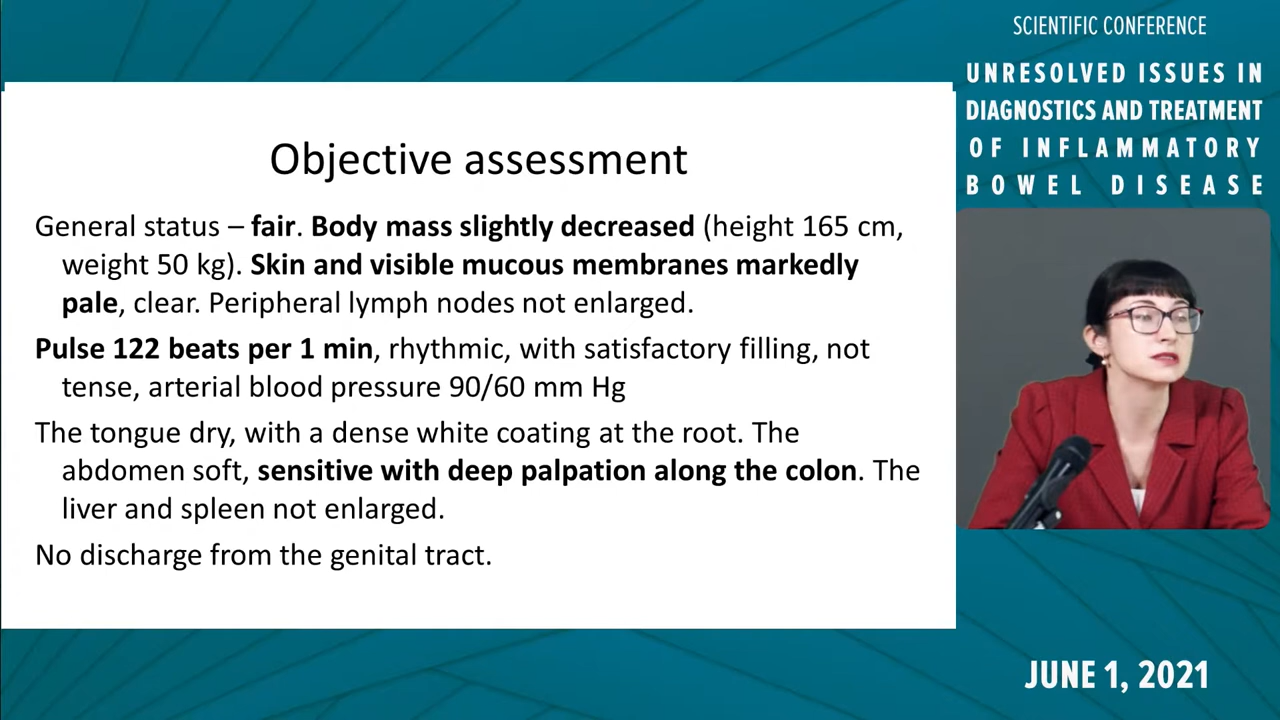 SCIENTIFIC CONFERENCE
UNRESOLVED ISSUES IN
DIAGNOSTICS AND TREATMENT
OF INFLAMMATORY
BOWEL DISEASE
Objective assessment
General status – fair. Body mass slightly decreased (height 165 cm,
weight 50 kg). Skin and visible mucous membranes markedly
pale, clear. Peripheral lymph nodes not enlarged.
Pulse 122 beats per 1 min, rhythmic, with satisfactory filling, not
tense, arterial blood pressure 90/60 mm Hg
The tongue dry, with a dense white coating at the root. The
abdomen soft, sensitive with deep palpation along the colon. The
liver and spleen not enlarged.
No discharge from the genital tract.
JUNE 1, 2021